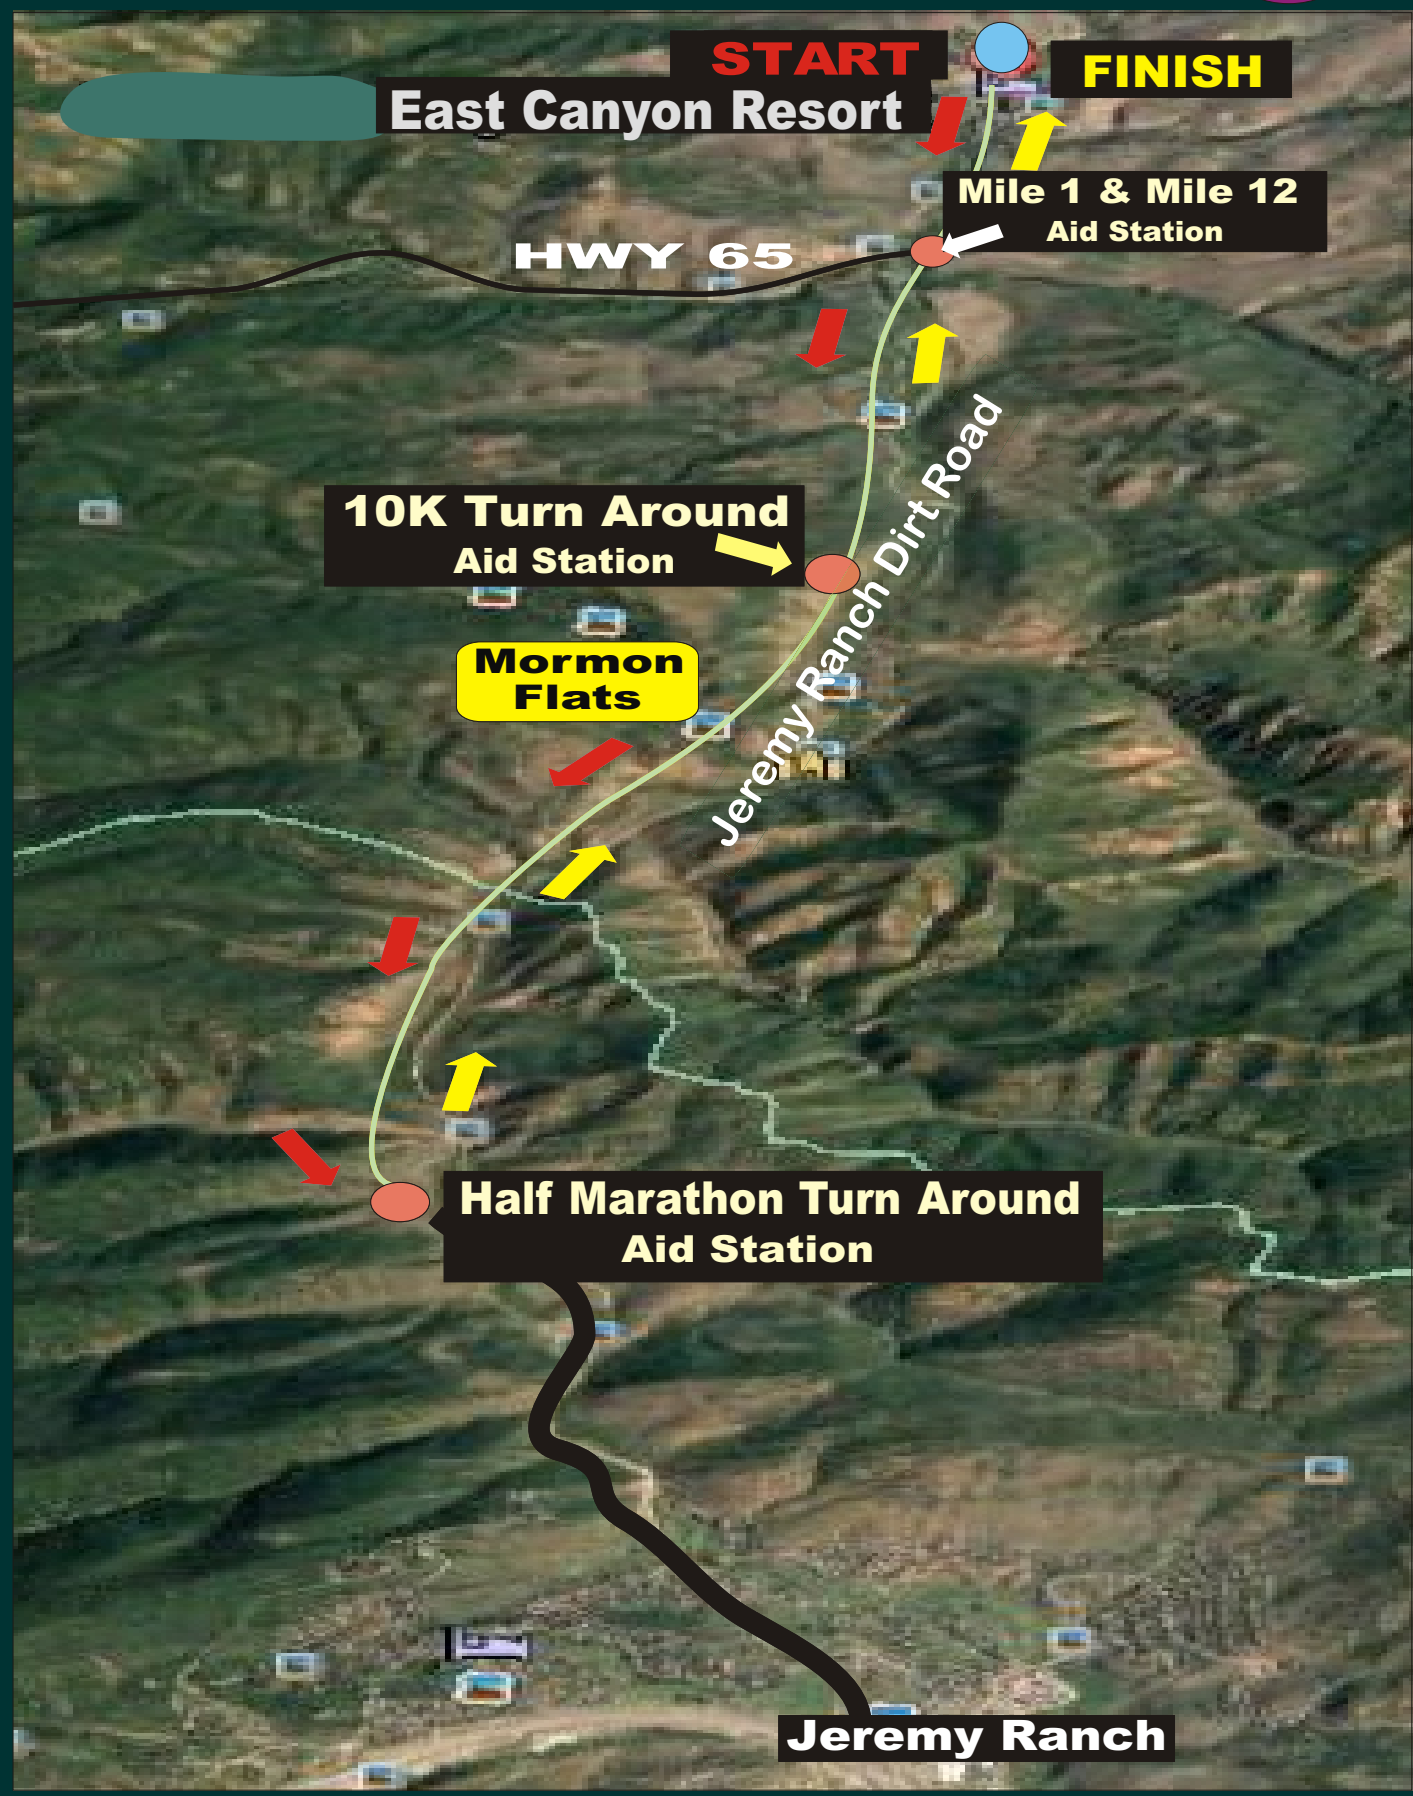 START
FINISH
East Canyon Resort
Mile 1 & Mile 12
Aid Station
HWY 65
10K Turn Around
Aid Station
Jeremy Ranch Dirt Road
Mormon
Flats
Half Marathon Turn Around
Aid Station
Jeremy Ranch